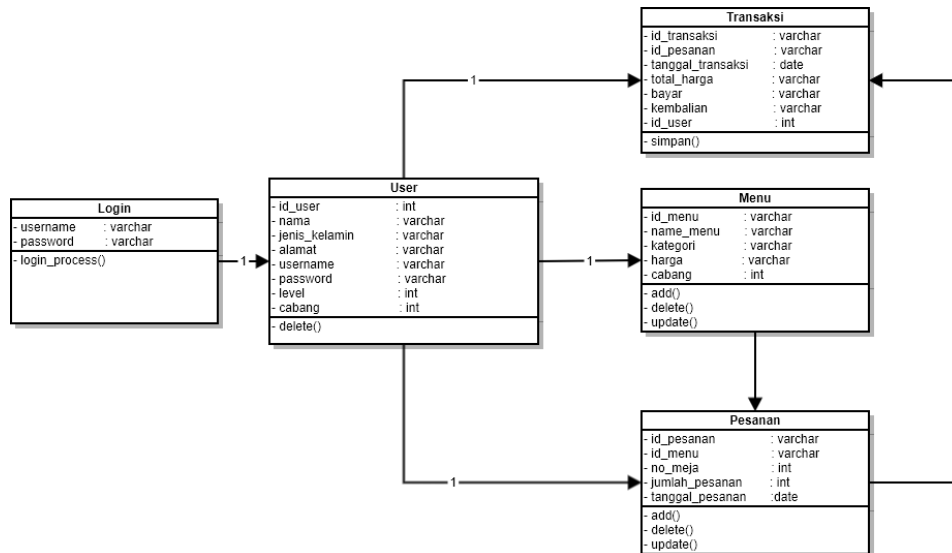 Transaksi
- id_transaksi : varchar
- id_pesanan : varchar
- tanggal_transaksi : date
- total_harga : varchar
- bayar : varchar
- kembalian : varchar
- id_user : int
- simpan()
1
User
- id_user : int
- nama : varchar
- jenis_kelamin : varchar
- alamat : varchar
- username : varchar
- password : varchar
- level : int
- cabang : int
- delete()
Login
- username : varchar
- password : varchar
- login_process()
1
1
Menu
- id_menu : varchar
- name_menu : varchar
- kategori : varchar
- harga : varchar
- cabang : int
- add()
- delete()
- update()
1
Pesanan
- id_pesanan : varchar
- id_menu : varchar
- no_meja : int
- jumlah_pesanan : int
- tanggal_pesanan :date
- add()
- delete()
- update()